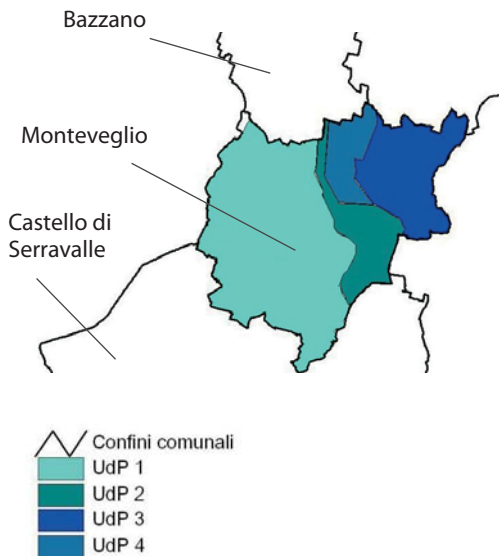 Bazzano
Monteveglio
Castello di
Serravalle
Confini comunali
UdP 1
UdP 2
UdP 3
UdP 4